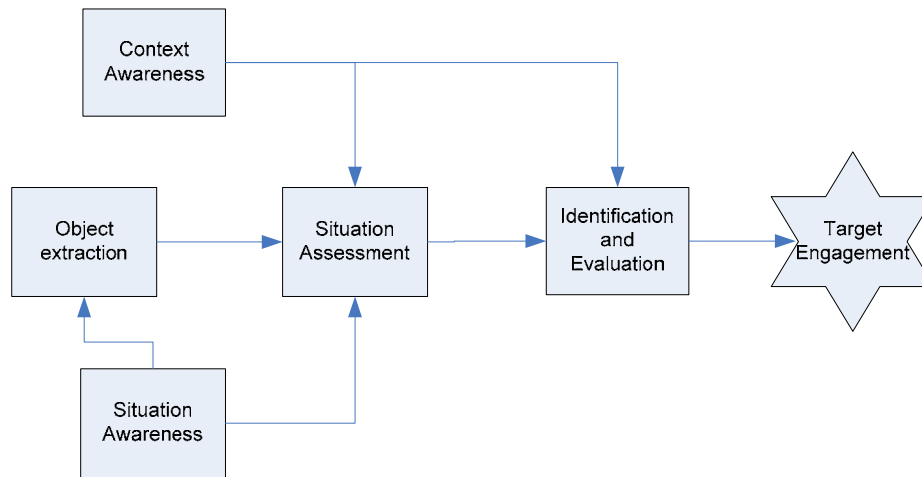 Context
Awareness
Object
extraction
Situation
Assessment
Identification
and
Evaluation
Target
Engagement
Situation
Awareness